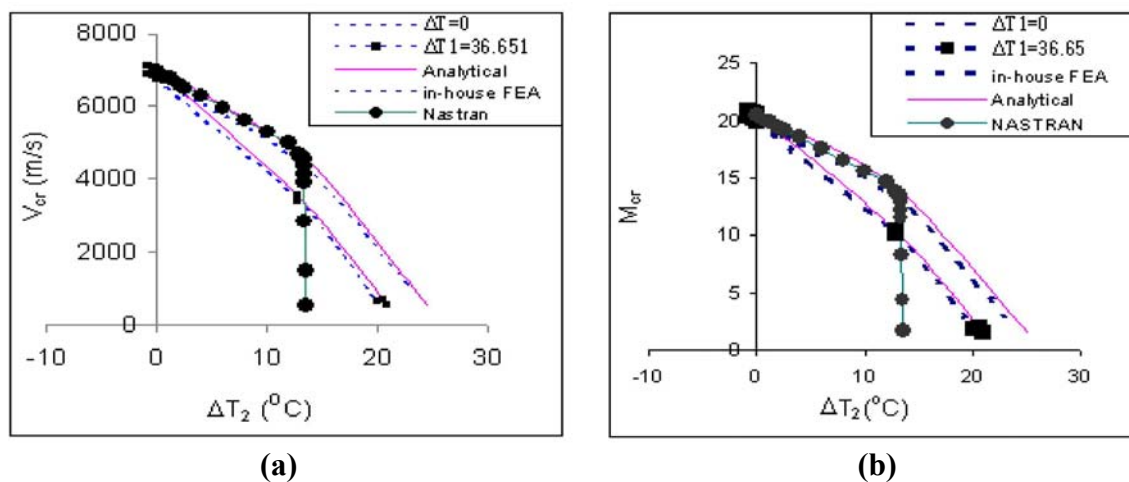 8000
6000
4000
2000
0
-10
0
10
20
30
V_cr (m/s)
ΔT₂ (°C)
ΔT=0
ΔT1=36.651
Analytical
in-house FEA
Nastran
(a)
25
20
15
10
5
0
-10
0
10
20
30
M_cr
ΔT₂(°C)
ΔT1=0
ΔT1=36.65
in-house FEA
Analytical
NASTRAN
(b)